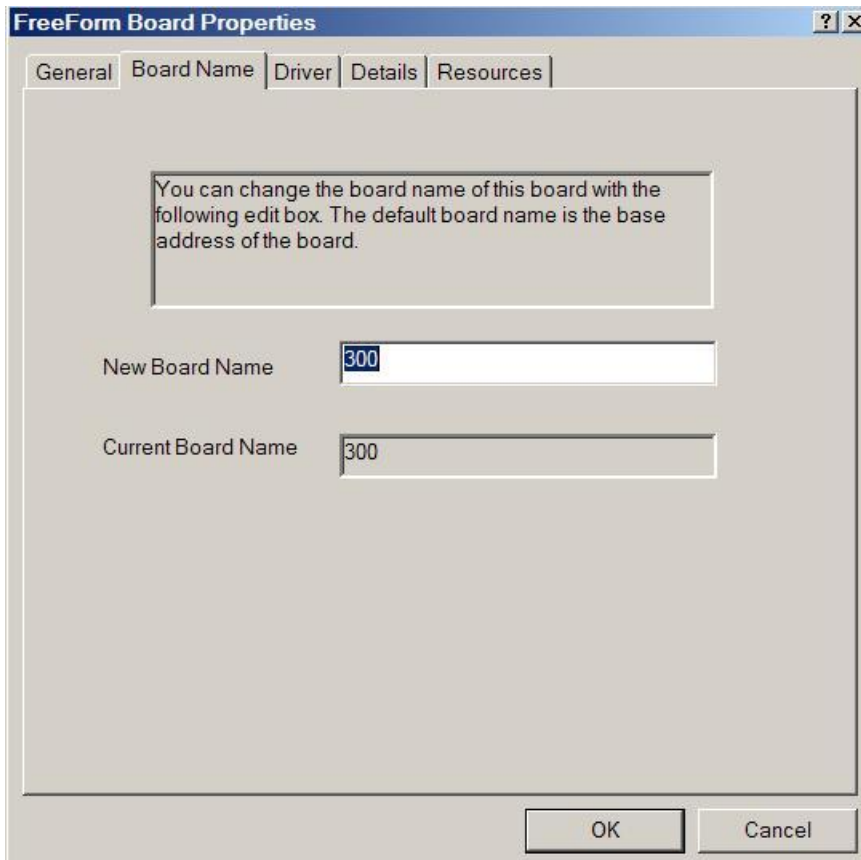 FreeForm Board Properties
General Board Name Driver Details Resources
You can change the board name of this board with the
following edit box. The default board name is the base
address of the board.
New Board Name 300
Current Board Name 300
OK Cancel